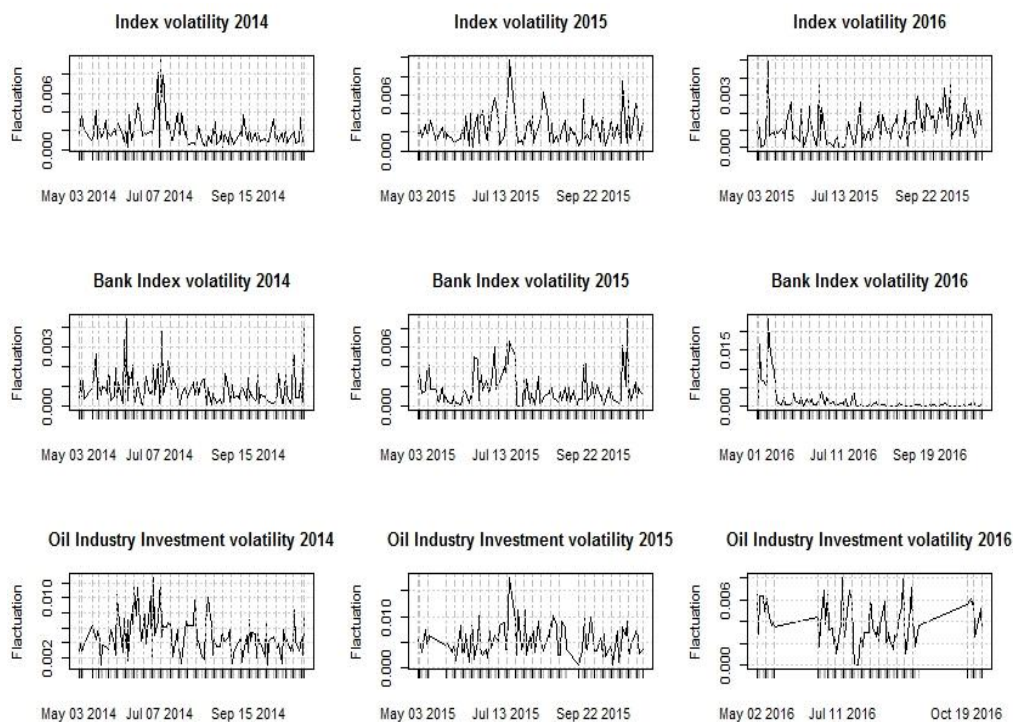 Index volatility 2014
Index volatility 2015
Index volatility 2016
Flactuation
0.000
0.006
May 03 2014
Jul 07 2014
Sep 15 2014
Flactuation
0.000
0.006
May 03 2015
Jul 13 2015
Sep 22 2015
Flactuation
0.000
0.003
May 03 2016
Jul 13 2015
Sep 22 2015
Bank Index volatility 2014
Bank Index volatility 2015
Bank Index volatility 2016
Flactuation
0.000
0.003
May 03 2014
Jul 07 2014
Sep 15 2014
Flactuation
0.000
0.006
May 03 2015
Jul 13 2015
Sep 22 2015
Flactuation
0.000
0.015
May 01 2016
Jul 11 2016
Sep 19 2016
Oil Industry Investment volatility 2014
Oil Industry Investment volatility 2015
Oil Industry Investment volatility 2016
Flactuation
0.002
0.010
May 03 2014
Jul 07 2014
Sep 15 2014
Flactuation
0.000
0.010
May 03 2015
Jul 13 2015
Sep 22 2015
Flactuation
0.000
0.006
May 02 2016
Jul 11 2016
Oct 19 2016